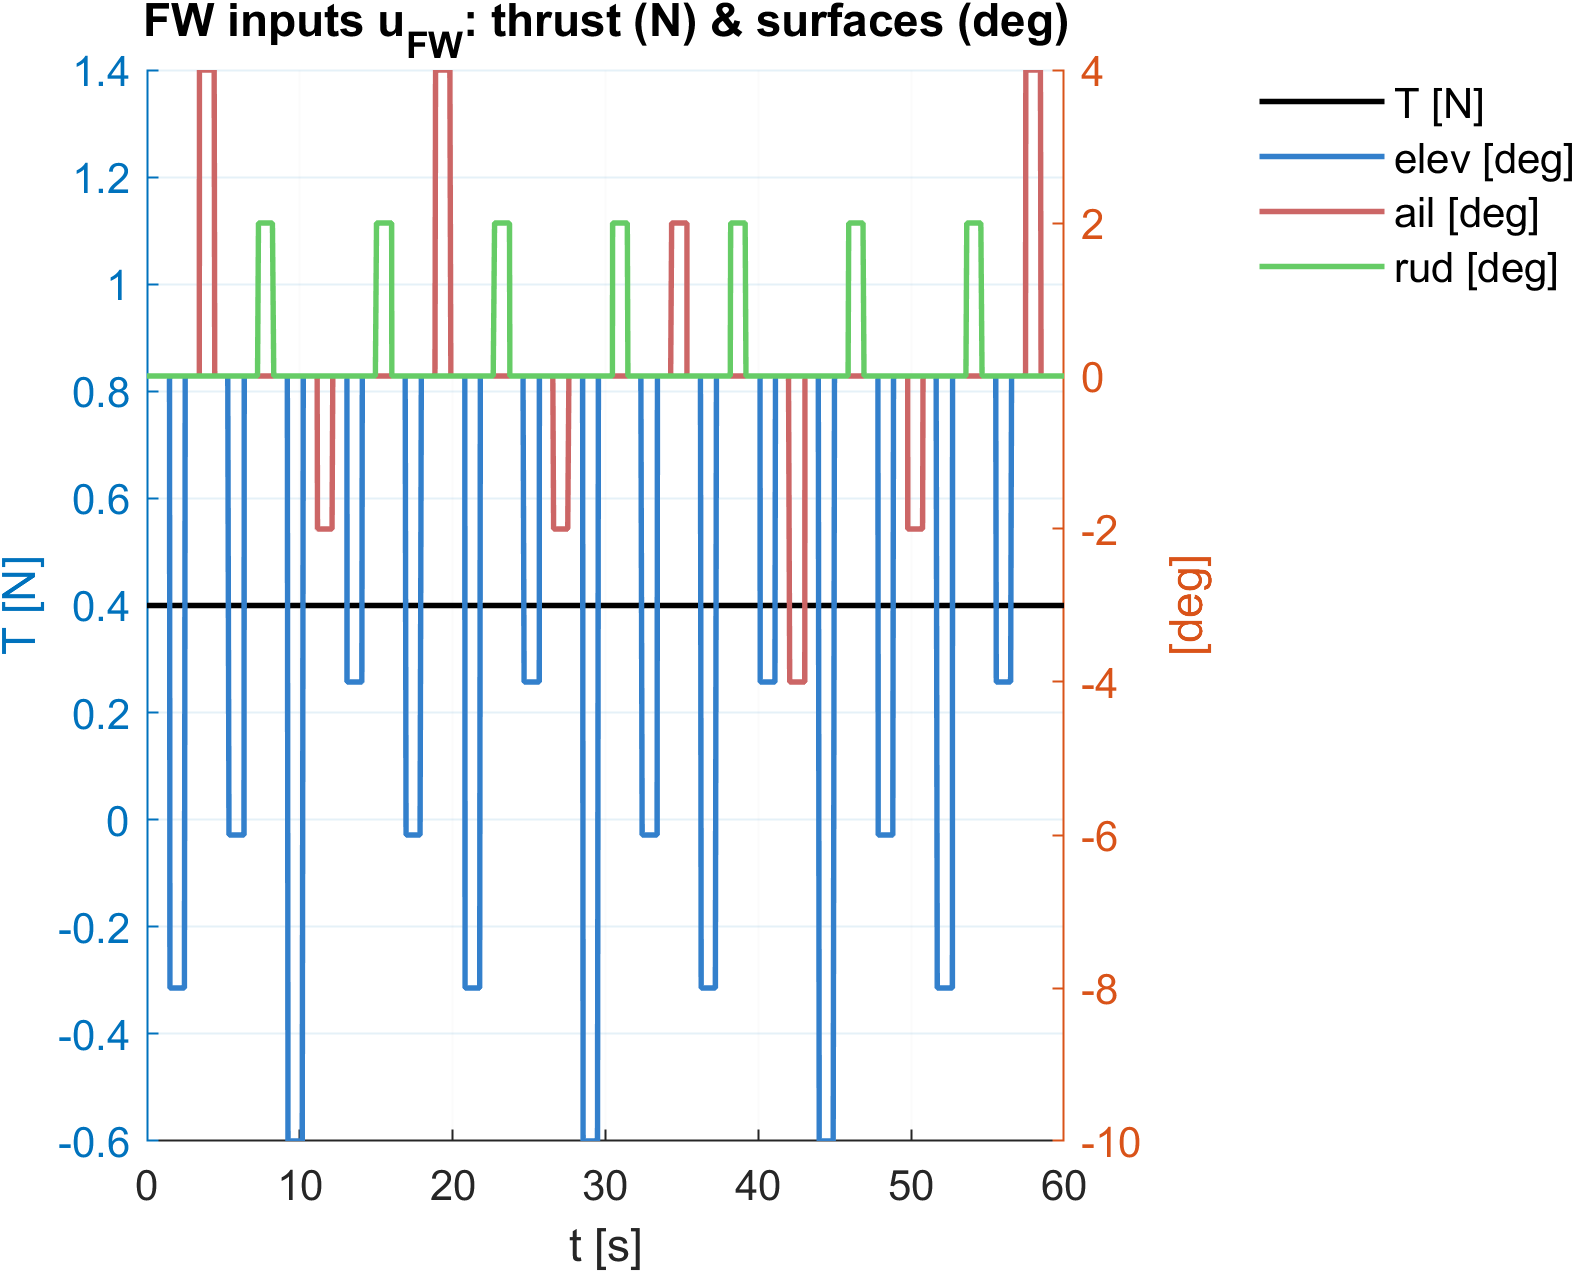 FW inputs u_FW: thrust (N) & surfaces (deg)
1.4
1.2
1
0.8
0.6
0.4
0.2
0
-0.2
-0.4
-0.6
T [N]
4
2
0
-2
-4
-6
-8
-10
[deg]
0 10 20 30 40 50 60
t [s]
T [N]
elev [deg]
ail [deg]
rud [deg]